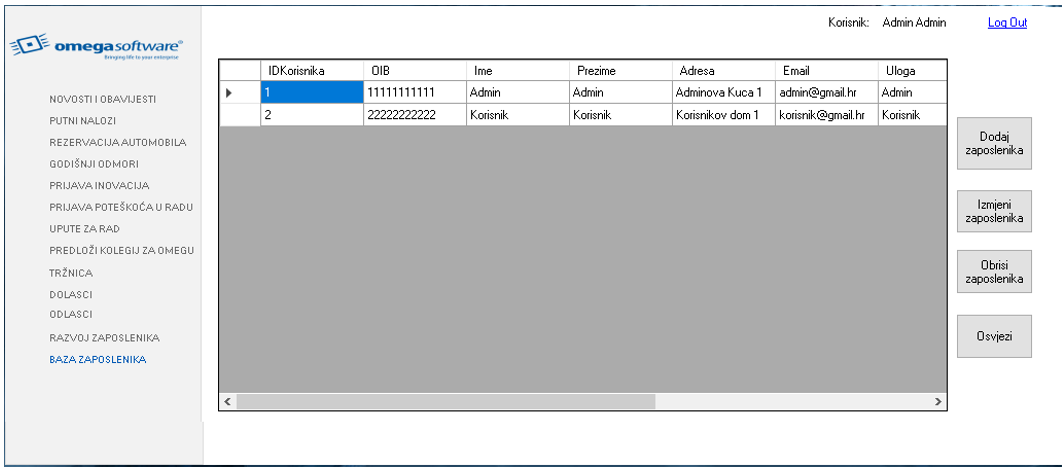 Korisnik: Admin Admin Log Out
omegasoftware®
Bringing life to your enterprise
NOVOSTI I OBAVIJESTI
PUTNI NALOZI
REZERVACIJA AUTOMOBILA
GODIŠNJI ODMORI
PRIJAVA INOVACIJA
PRIJAVA POTEŠKOĆA U RADU
UPUTE ZA RAD
PREDLOŽI KOLEGIJ ZA OMEGU
TRŽNICA
DOLASCI
ODLASCI
RAZVOJ ZAPOSLENIKA
BAZA ZAPOSLENIKA
IDKorisnika OIB Ime Prezime Adresa Email Uloga
1 11111111111 Admin Admin Adminova Kuca 1 admin@gmail.hr Admin
2 22222222222 Korisnik Korisnik Korisnikov dom 1 korisnik@gmail.hr Korisnik
Dodaj
zaposlenika
Izmjeni
zaposlenika
Obrisi
zaposlenika
Osvjezi